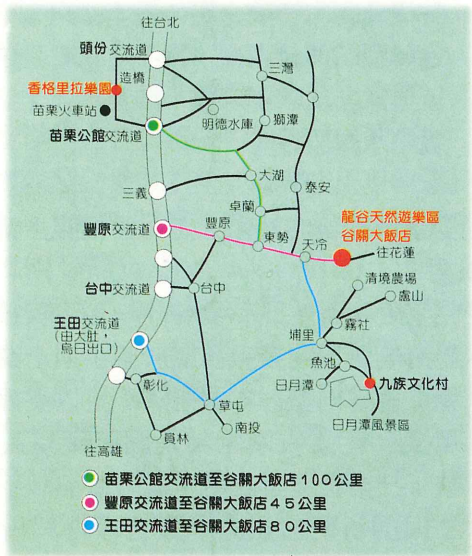 往台北
頭份交流道
造橋
三灣
香格里拉樂園
苗栗火車站
明德水庫
獅潭
苗栗公館交流道
大湖
三義
泰安
卓蘭
龍谷天然遊樂區
谷關大飯店
豐原交流道
豐原
東勢
天冷
往花蓮
清境農場
台中交流道
台中
盧山
霧社
王田交流道
(由大肚,
烏日出口)
埔里
魚池
彰化
日月潭
九族文化村
草屯
員林
南投
日月潭風景區
往高雄
苗栗公館交流道至谷關大飯店100公里
豐原交流道至谷關大飯店45公里
王田交流道至谷關大飯店80公里